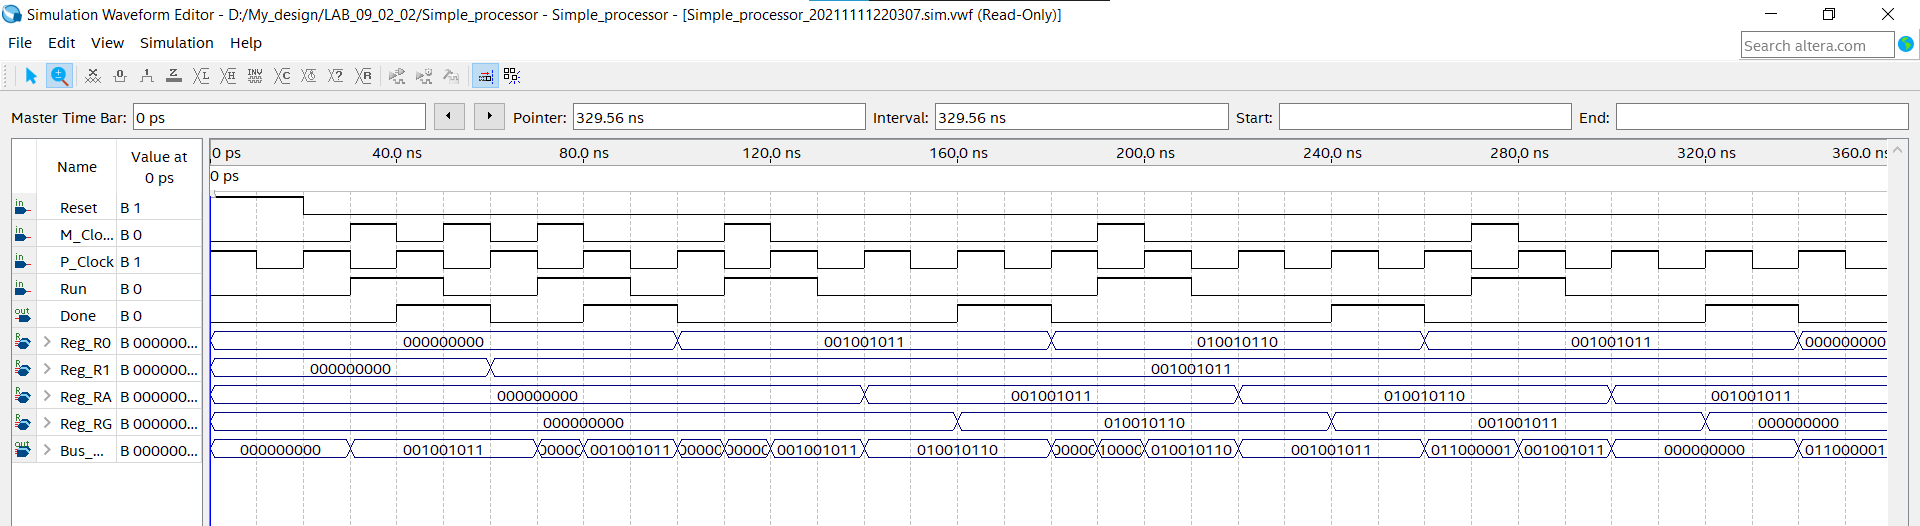 Simulation Waveform Editor - D:/My_design/LAB_09_02_02/Simple_processor - Simple_processor - [Simple_processor_20211111220307.sim.vwf (Read-Only)]
File Edit View Simulation Help
Search altera.com
Master Time Bar: 0 ps Pointer: 329.56 ns Interval: 329.56 ns Start: End:
Name Value at 0 ps
0 ps 40.0 ns 80.0 ns 120.0 ns 160.0 ns 200.0 ns 240.0 ns 280.0 ns 320.0 ns 360.0 ns
0 ps
in Reset B 1
in M_Clo... B 0
in P_Clock B 1
in Run B 0
out Done B 0
R Reg_R0 B 000000... 000000000 001001011 010010110 001001011 000000000
R Reg_R1 B 000000... 000000000 001001011
R Reg_RA B 000000... 000000000 001001011 010010110 001001011
R Reg_RG B 000000... 000000000 010010110 001001011 000000000
out Bus_... B 000000... 000000000 001001011 001001011 001001011 010010110 010010110 001001011 011000001 001001011 000000000 011000001